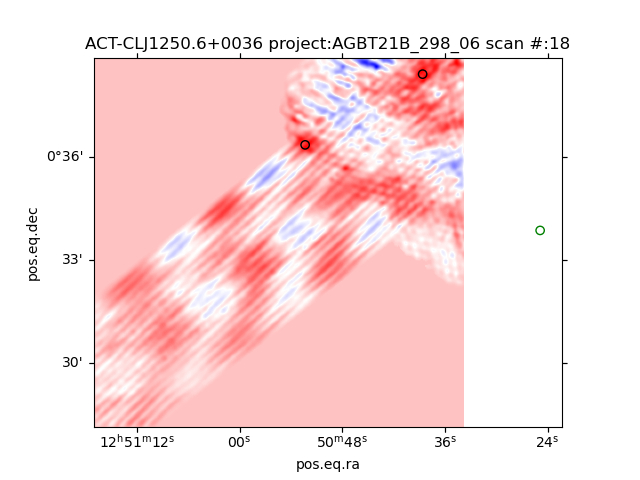 ACT-CLJ1250.6+0036 project:AGBT21B_298_06 scan #:18
pos.eq.dec
0°36'
33'
30'
12ʰ51ᵐ12ˢ 00ˢ 50ᵐ48ˢ 36ˢ 24ˢ
pos.eq.ra